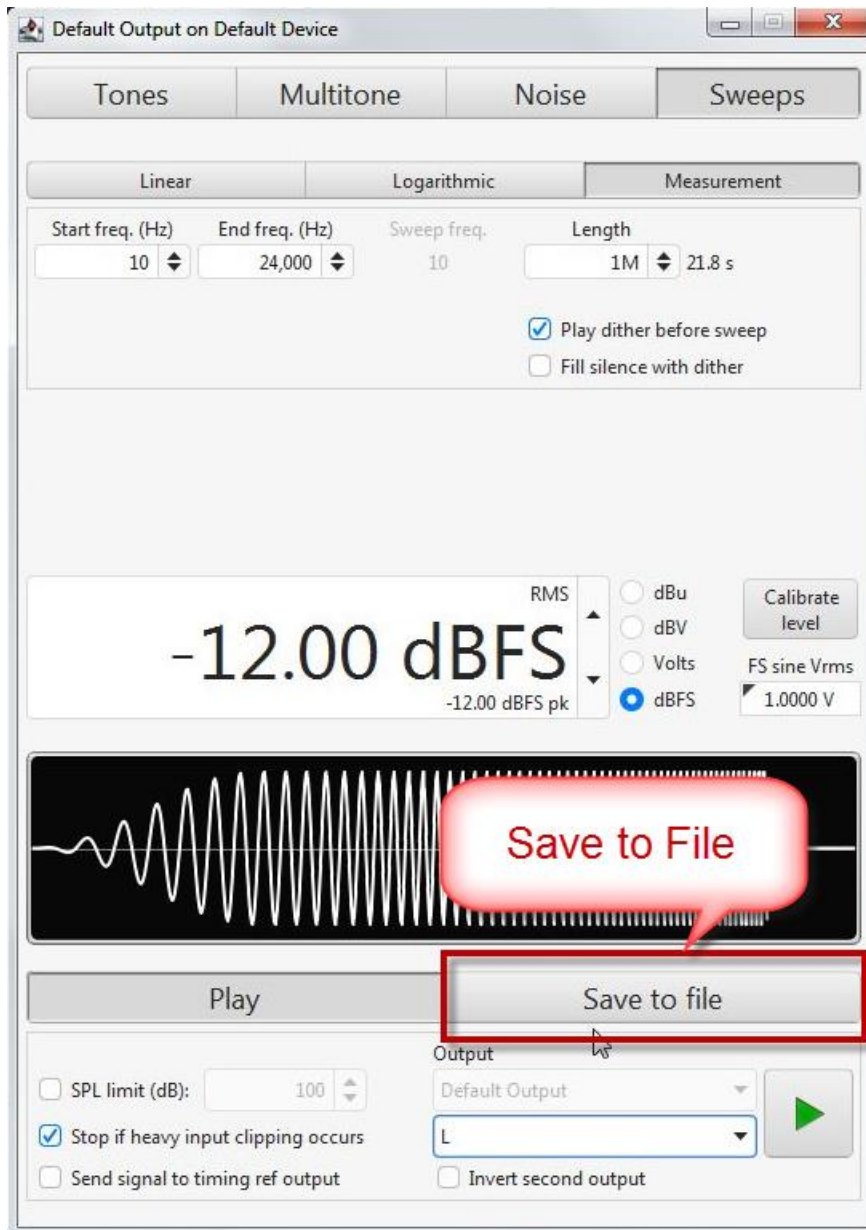 Default Output on Default Device
Tones Multitone Noise Sweeps
Linear Logarithmic Measurement
Start freq. (Hz) End freq. (Hz) Sweep freq. Length
10 24,000 10 1M 21.8 s
Play dither before sweep
Fill silence with dither
RMS
-12.00 dBFS
-12.00 dBFS pk
dBu
dBV
Volts
dBFS
Calibrate
level
FS sine Vrms
1.0000 V
Save to File
Play Save to file
Output
SPL limit (dB): 100 Default Output
Stop if heavy input clipping occurs L
Send signal to timing ref output Invert second output